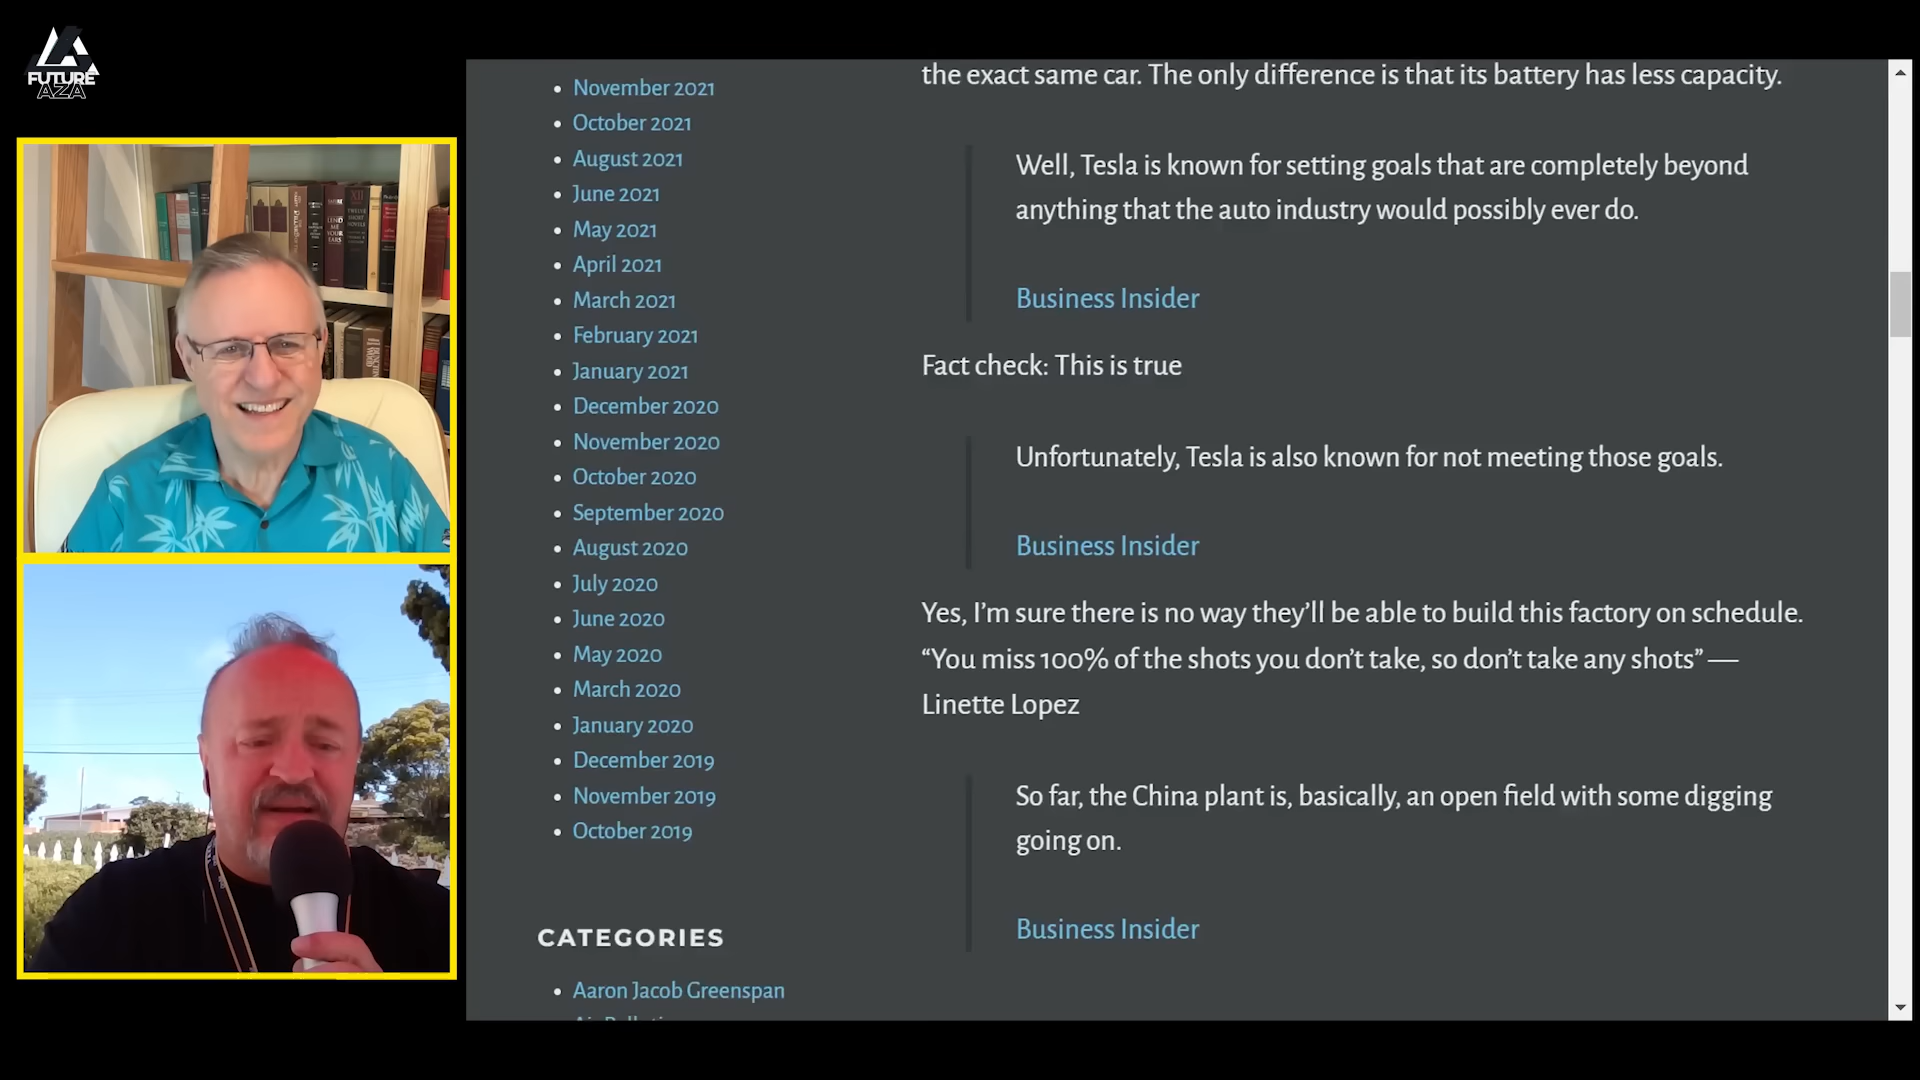 FUTURE
AZA
November 2021
October 2021
August 2021
June 2021
May 2021
April 2021
March 2021
February 2021
January 2021
December 2020
November 2020
October 2020
September 2020
August 2020
July 2020
June 2020
May 2020
March 2020
January 2020
December 2019
November 2019
October 2019
CATEGORIES
Aaron Jacob Greenspan
the exact same car. The only difference is that its battery has less capacity.
Well, Tesla is known for setting goals that are completely beyond
anything that the auto industry would possibly ever do.
Business Insider
Fact check: This is true
Unfortunately, Tesla is also known for not meeting those goals.
Business Insider
Yes, I’m sure there is no way they’ll be able to build this factory on schedule.
“You miss 100% of the shots you don’t take, so don’t take any shots” —
Linette Lopez
So far, the China plant is, basically, an open field with some digging
going on.
Business Insider